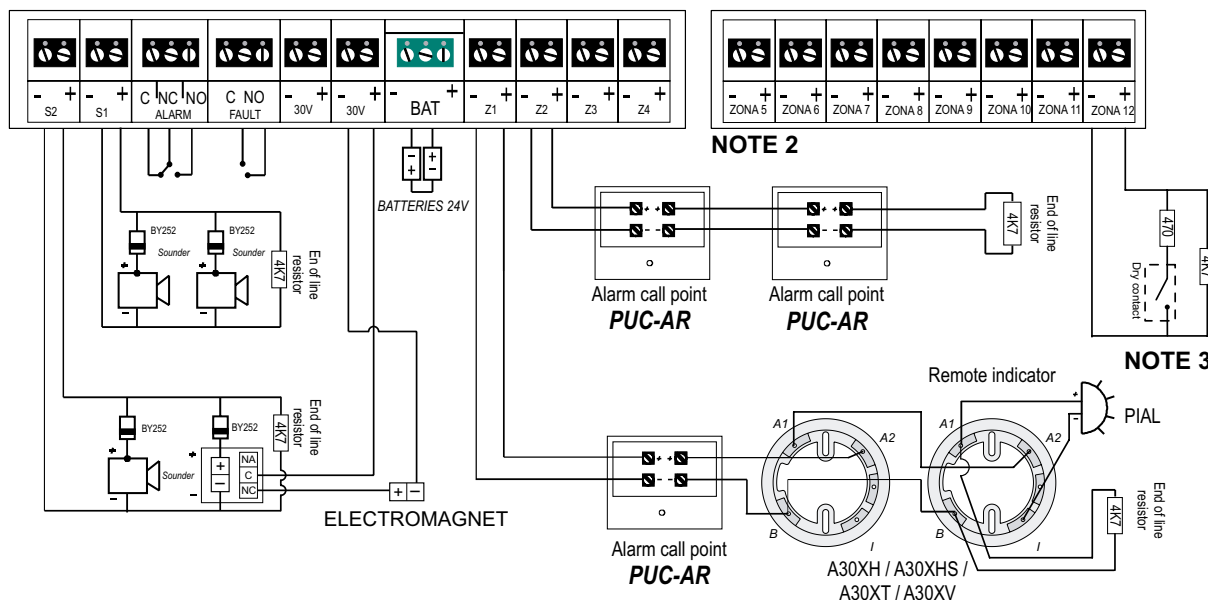 - + - + C NC NO C NO - + - + - + - + - + - + - +
S2 S1 ALARM FAULT 30V 30V BAT Z1 Z2 Z3 Z4
- + - + - + - + - + - + - + - +
ZONA 5 ZONA 6 ZONA 7 ZONA 8 ZONA 9 ZONA 10 ZONA 11 ZONA 12
NOTE 2
- +
+ -
BATTERIES 24V
BY252
Sounder
+
-
BY252
Sounder
+
-
4K7
En of line
resistor
+ + - -
Alarm call point
PUC-AR
+ + - -
Alarm call point
PUC-AR
4K7
End of line
resistor
470
Dry contact
4K7
NOTE 3
BY252
Sounder
+
-
BY252
+
-
+
-
NA
C
NC
4K7
End of line
resistor
+ -
ELECTROMAGNET
+ + - -
Alarm call point
PUC-AR
Remote indicator
+
-
PIAL
A1
A2
B
I
A1
A2
B
I
4K7
End of line
resistor
A30XH / A30XHS /
A30XT / A30XV